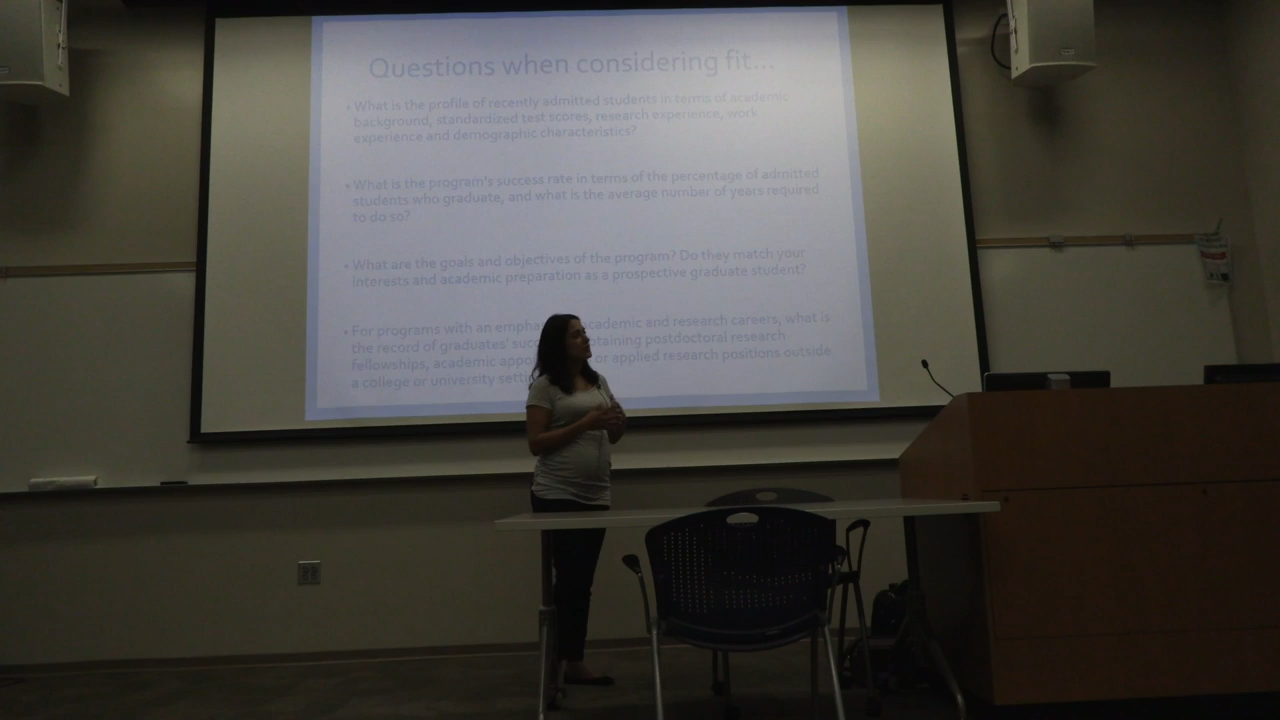 Questions when considering fit...
• What is the profile of recently admitted students in terms of academic
background, standardized test scores, research experience, work
experience and demographic characteristics?
• What is the program's success rate in terms of the percentage of admitted
students who graduate, and what is the average number of years required
to do so?
• What are the goals and objectives of the program? Do they match your
interests and academic preparation as a prospective graduate student?
• For programs with an empha academic and research careers, what is
the record of graduates' suc taining postdoctoral research
fellowships, academic appo or applied research positions outside
a college or university setti